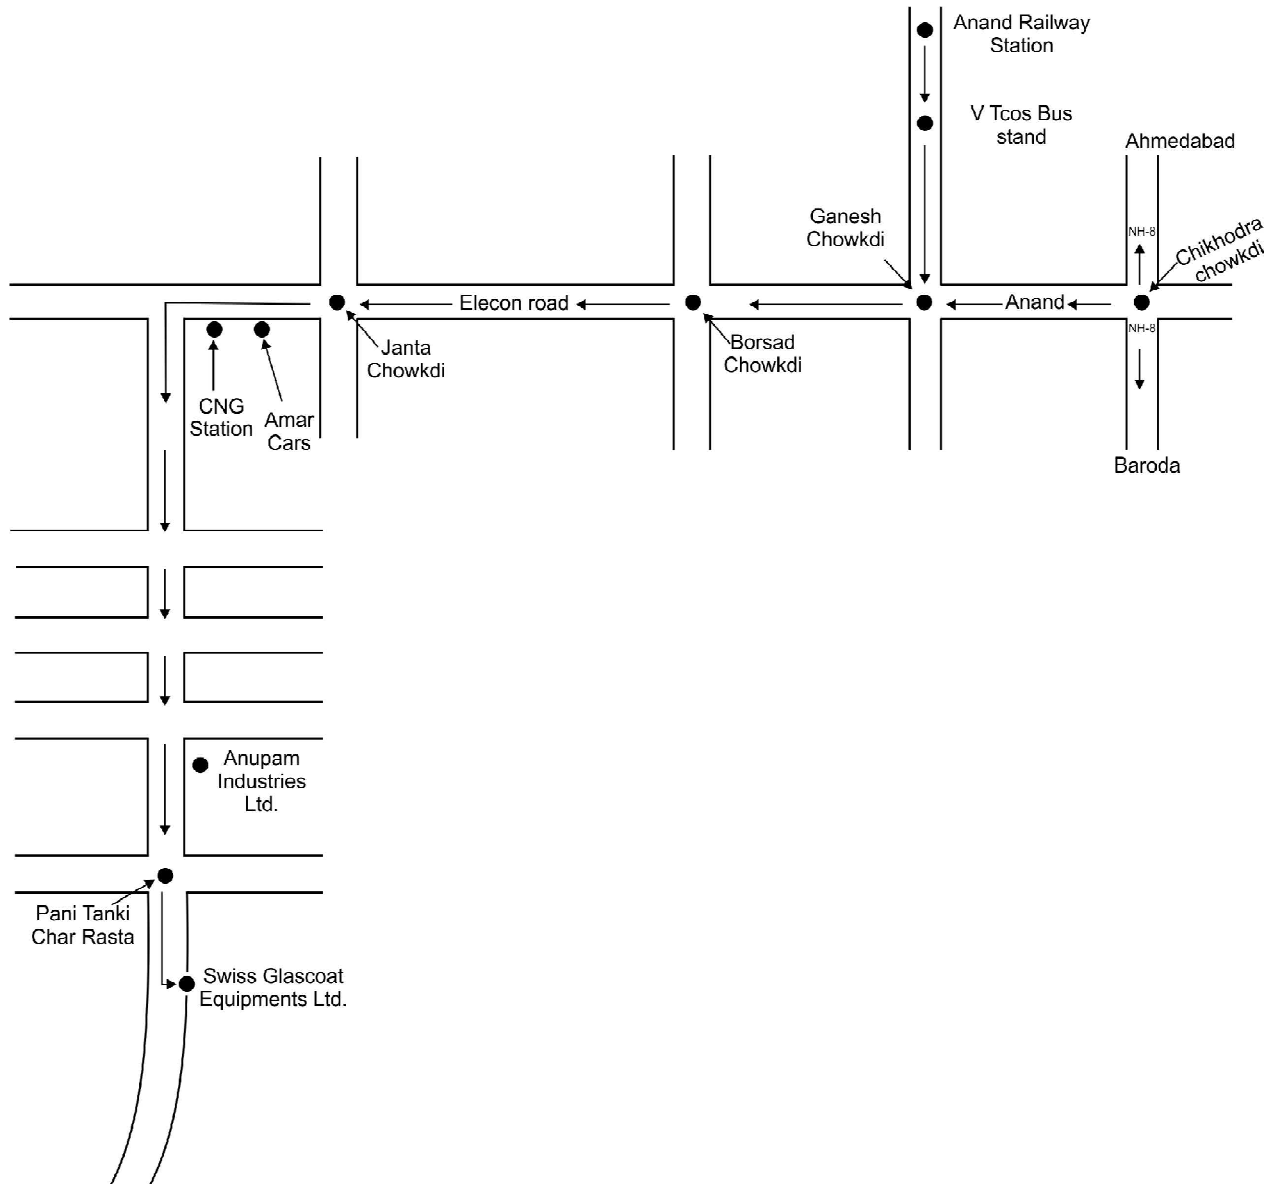 Anand Railway
Station
V Tcos Bus
stand
Ahmedabad
Ganesh
Chowkdi
NH-8
Chikhodra
chowkdi
Elecon road
Anand
NH-8
Janta
Chowkdi
Borsad
Chowkdi
CNG
Station
Amar
Cars
Baroda
Anupam
Industries
Ltd.
Pani Tanki
Char Rasta
Swiss Glascoat
Equipments Ltd.